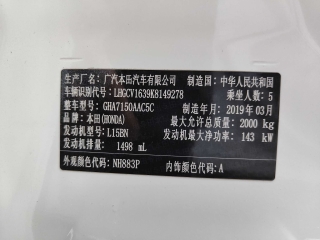 生产厂名: 广汽本田汽车有限公司 制造国: 中华人民共和国
车辆识别代号: LHGCV1639K8149278 乘坐人数: 5
整车型号: GHA7150AAC5C 制造年月: 2019年03月
品牌: 本田(HONDA) 最大允许总质量: 2000 kg
发动机型号: L15BN 发动机最大净功率: 143 kW
发动机排量: 1498 mL
外观颜色代码: NH883P 内饰颜色代码: A